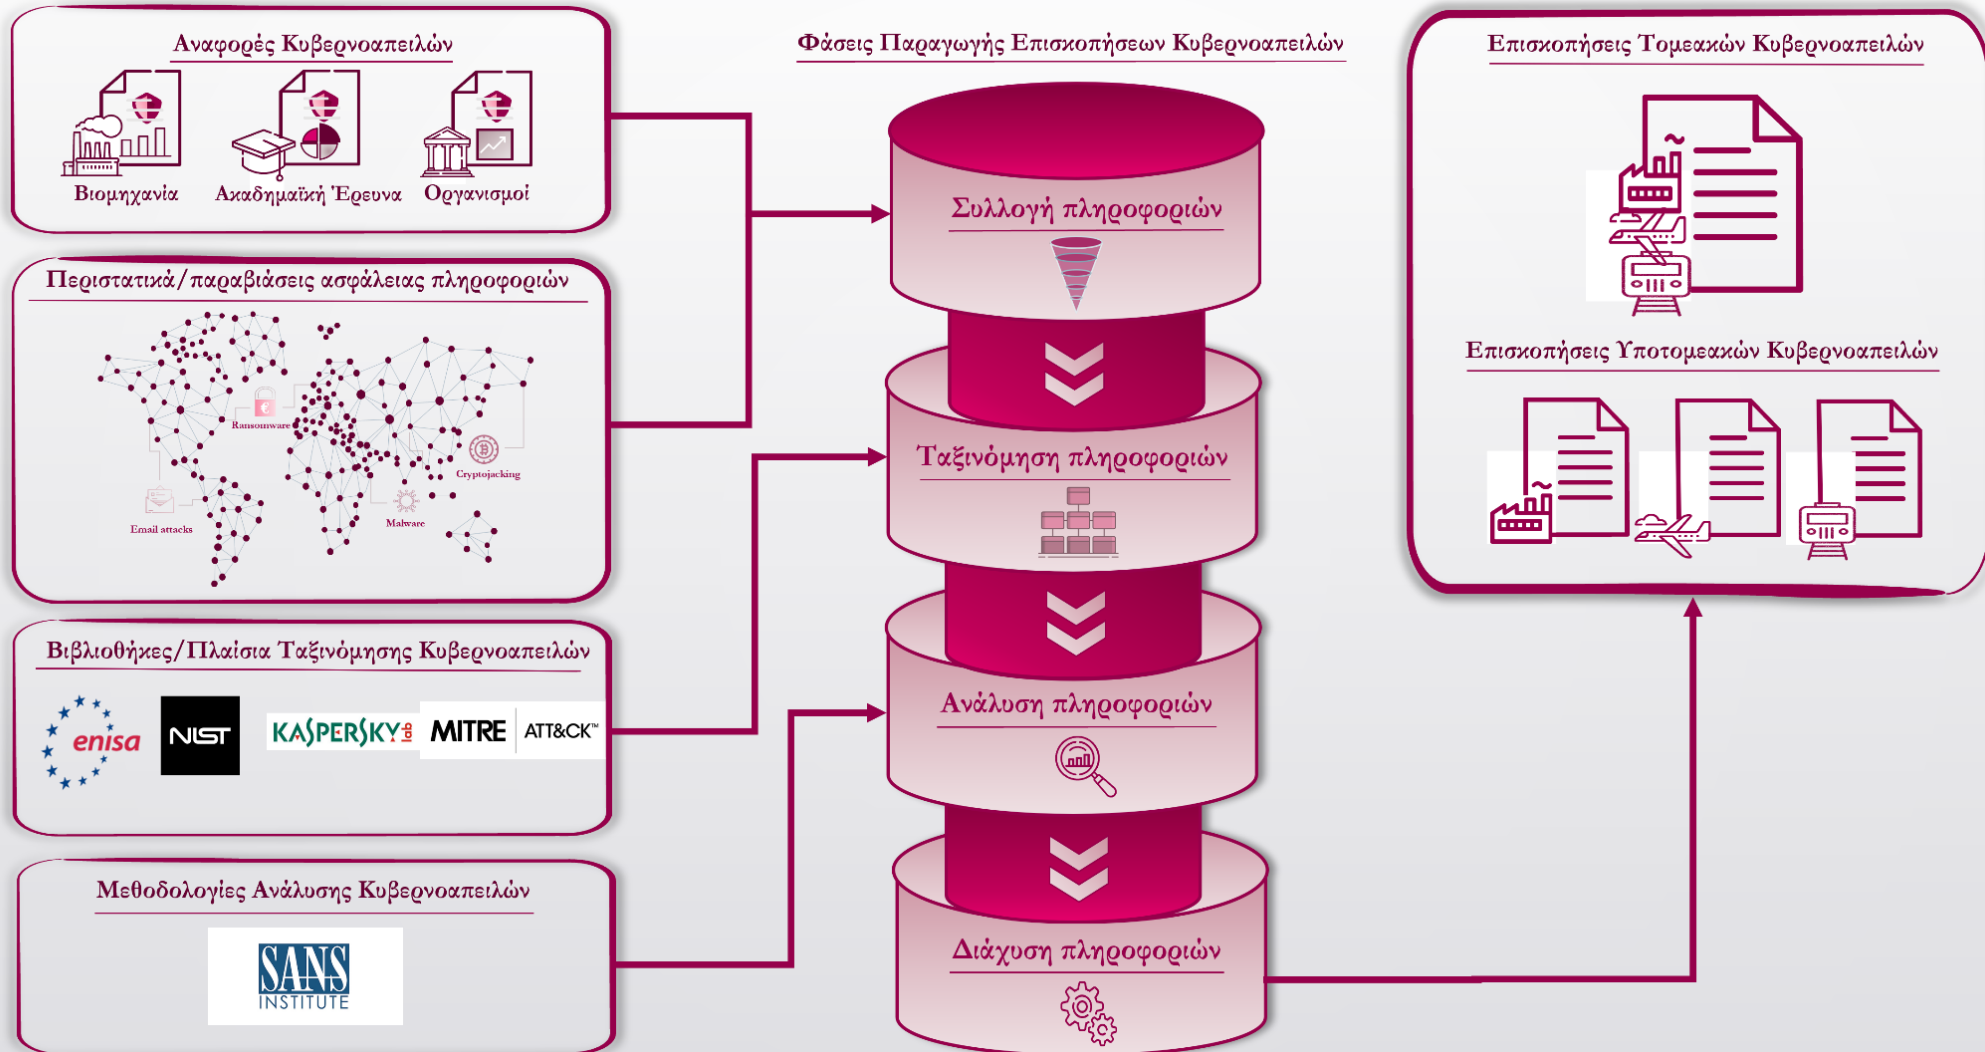 Αναφορές Κυβερνοαπειλών
Βιομηχανία
Ακαδημαϊκή Έρευνα
Οργανισμοί
Περιστατικά/παραβιάσεις ασφάλειας πληροφοριών
Ransomware
Cryptojacking
Email attacks
Malware
Βιβλιοθήκες/Πλαίσια Ταξινόμησης Κυβερνοαπειλών
enisa
NIST
KASPERSKY lab
MITRE | ATT&CK™
Μεθοδολογίες Ανάλυσης Κυβερνοαπειλών
SANS
INSTITUTE
Φάσεις Παραγωγής Επισκοπήσεων Κυβερνοαπειλών
Συλλογή πληροφοριών
Ταξινόμηση πληροφοριών
Ανάλυση πληροφοριών
Διάχυση πληροφοριών
Επισκοπήσεις Τομεακών Κυβερνοαπειλών
Επισκοπήσεις Υποτομεακών Κυβερνοαπειλών